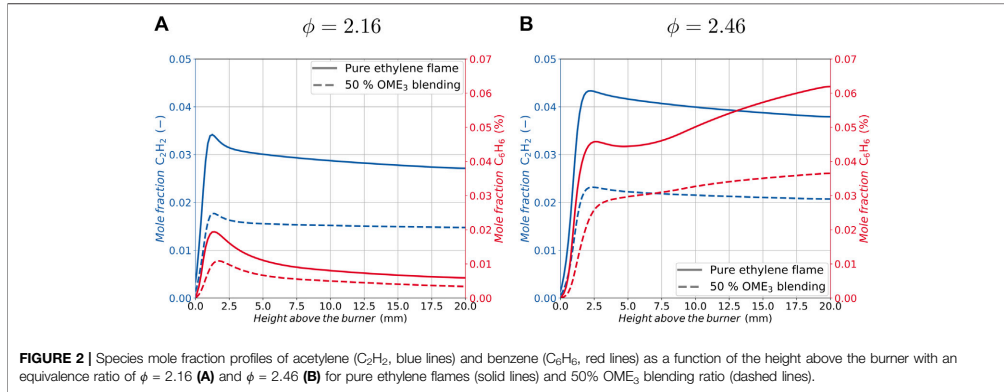 A
ϕ = 2.16
B
ϕ = 2.46
Mole fraction C₂H₂ (−)
0.05
0.04
0.03
0.02
0.01
0.00
Pure ethylene flame
50 % OME₃ blending
0.07
0.06
0.05
0.04
0.03
0.02
0.01
0.00
Mole fraction C₆H₆ (%)
0.0 2.5 5.0 7.5 10.0 12.5 15.0 17.5 20.0
Height above the burner (mm)
Mole fraction C₂H₂ (−)
0.05
0.04
0.03
0.02
0.01
0.00
Pure ethylene flame
50 % OME₃ blending
0.07
0.06
0.05
0.04
0.03
0.02
0.01
0.00
Mole fraction C₆H₆ (%)
0.0 2.5 5.0 7.5 10.0 12.5 15.0 17.5 20.0
Height above the burner (mm)
FIGURE 2 | Species mole fraction profiles of acetylene (C₂H₂, blue lines) and benzene (C₆H₆, red lines) as a function of the height above the burner with an
equivalence ratio of ϕ = 2.16 (A) and ϕ = 2.46 (B) for pure ethylene flames (solid lines) and 50% OME₃ blending ratio (dashed lines).